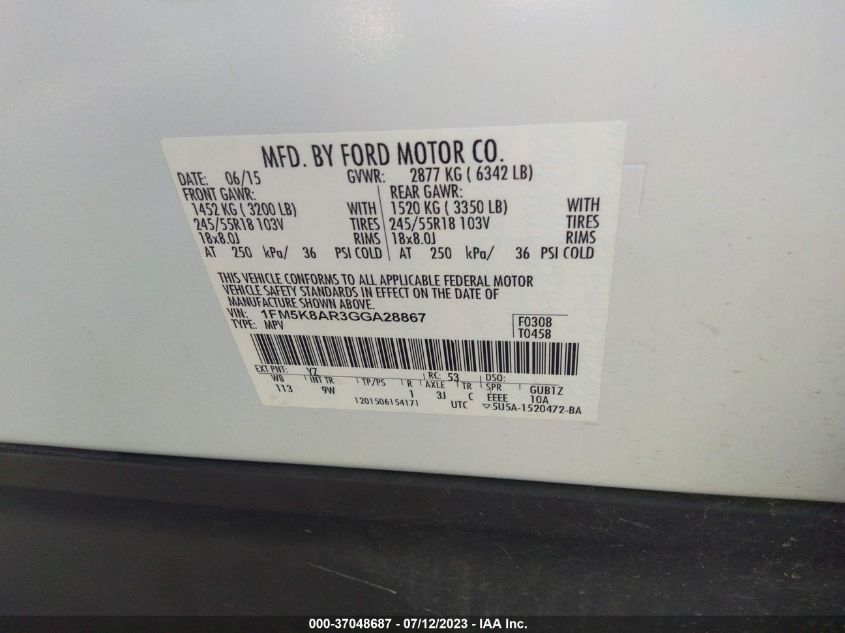 MFD. BY FORD MOTOR CO.
DATE: 06/15 GVWR: 2877 KG ( 6342 LB)
FRONT GAWR: REAR GAWR:
1452 KG ( 3200 LB) WITH 1520 KG ( 3350 LB) WITH
245/55R18 103V TIRES 245/55R18 103V TIRES
18x8.0J RIMS 18x8.0J RIMS
AT 250 kPa/ 36 PSI COLD AT 250 kPa/ 36 PSI COLD
THIS VEHICLE CONFORMS TO ALL APPLICABLE FEDERAL MOTOR
VEHICLE SAFETY STANDARDS IN EFFECT ON THE DATE OF
MANUFACTURE SHOWN ABOVE.
VIN: 1FM5K8AR3GGA28867 F0308
TYPE: MPV T0458
EXT PNT: YZ RC: 53 DSO:
WB INT TR TP/PS R AXLE TR SPR GUB1Z
113 9W 1 3J C EEEE 10A
1201506154171 UTC ▽5U5A-1520472-BA
000-37048687 - 07/12/2023 - IAA Inc.